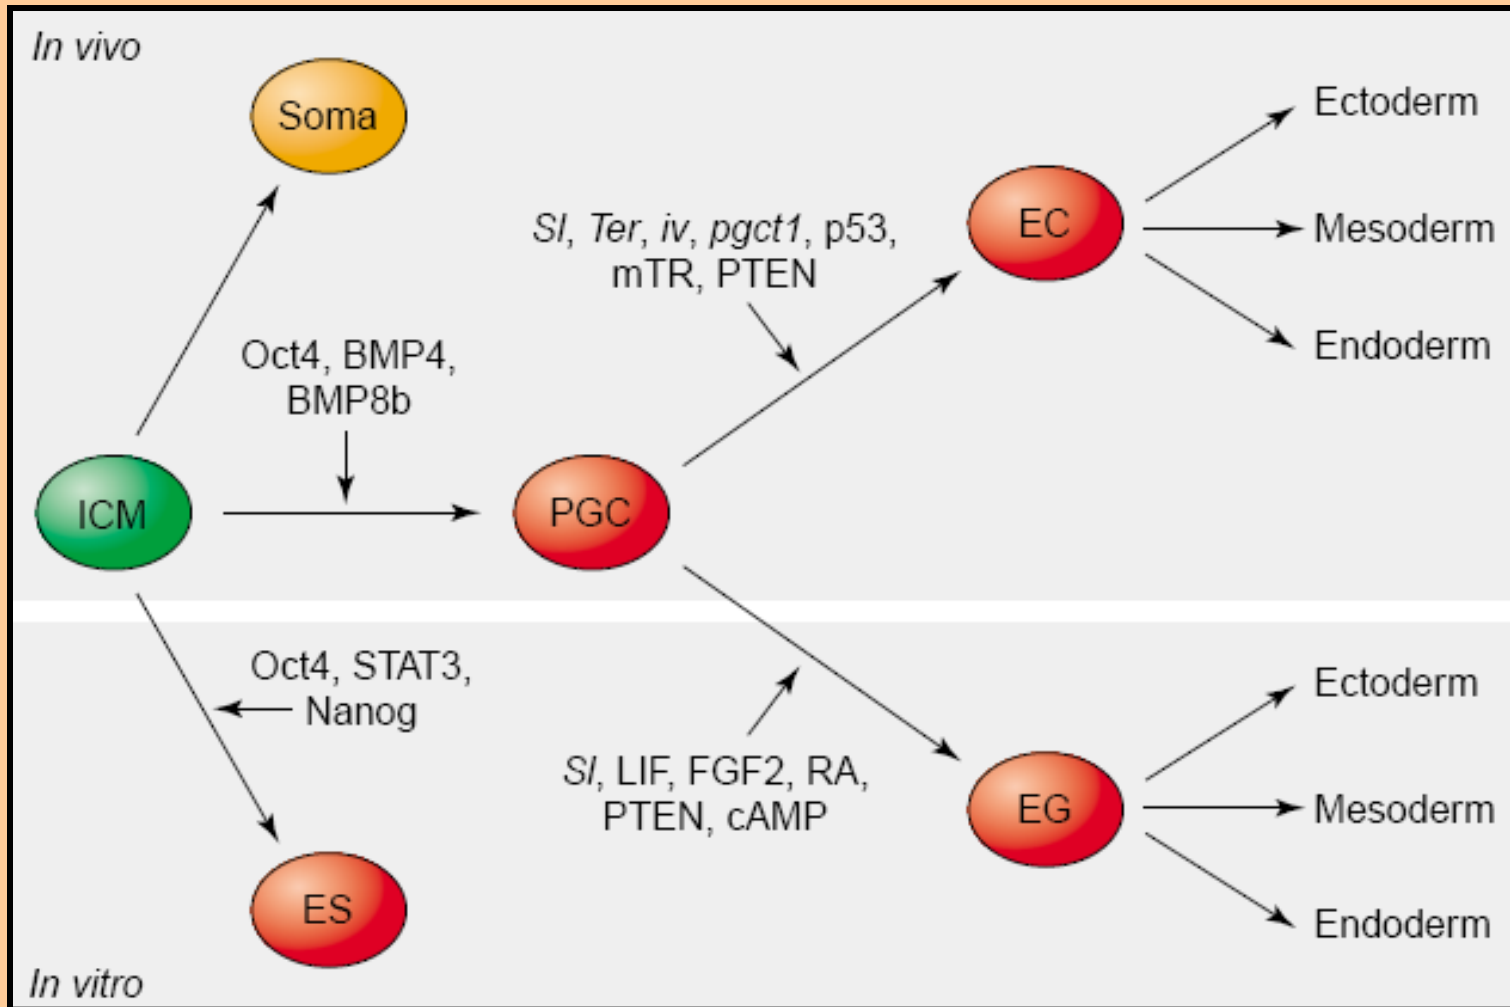 In vivo
Soma
Ectoderm
EC
Sl, Ter, iv, pgct1, p53,
mTR, PTEN
Mesoderm
Endoderm
Oct4, BMP4,
BMP8b
ICM
PGC
Oct4, STAT3,
Nanog
Ectoderm
Sl, LIF, FGF2, RA,
PTEN, cAMP
EG
Mesoderm
ES
Endoderm
In vitro